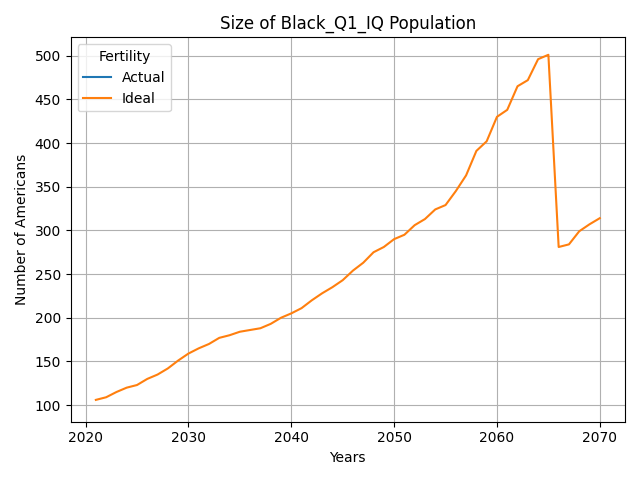 Size of Black_Q1_IQ Population
Fertility
Actual
Ideal
Number of Americans
500
450
400
350
300
250
200
150
100
2020
2030
2040
2050
2060
2070
Years